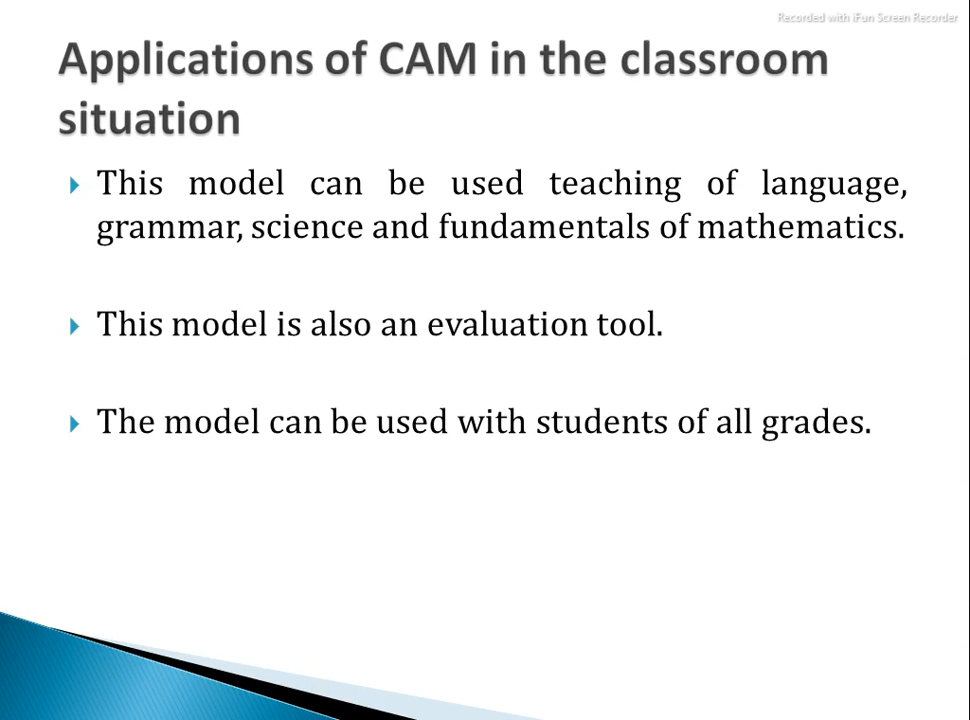 Recorded with iFun Screen Recorder
Applications of CAM in the classroom
situation
This model can be used teaching of language,
grammar, science and fundamentals of mathematics.
This model is also an evaluation tool.
The model can be used with students of all grades.